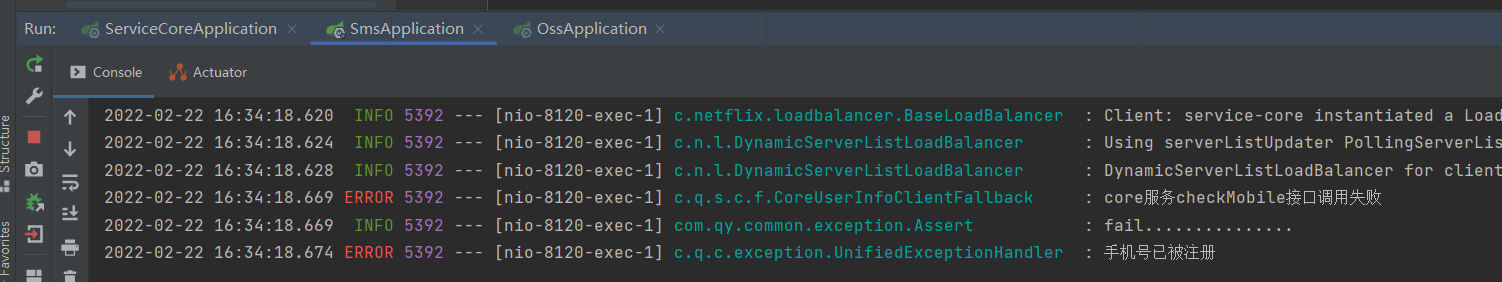 Run: ServiceCoreApplication SmsApplication OssApplication
Console Actuator
Structure
Favorites
2022-02-22 16:34:18.620  INFO 5392 --- [nio-8120-exec-1] c.netflix.loadbalancer.BaseLoadBalancer  : Client: service-core instantiated a Load
2022-02-22 16:34:18.624  INFO 5392 --- [nio-8120-exec-1] c.n.l.DynamicServerListLoadBalancer      : Using serverListUpdater PollingServerLis
2022-02-22 16:34:18.628  INFO 5392 --- [nio-8120-exec-1] c.n.l.DynamicServerListLoadBalancer      : DynamicServerListLoadBalancer for client
2022-02-22 16:34:18.669 ERROR 5392 --- [nio-8120-exec-1] c.q.s.c.f.CoreUserInfoClientFallback     : core服务checkMobile接口调用失败
2022-02-22 16:34:18.669  INFO 5392 --- [nio-8120-exec-1] com.qy.common.exception.Assert           : fail...............
2022-02-22 16:34:18.674 ERROR 5392 --- [nio-8120-exec-1] c.q.c.exception.UnifiedExceptionHandler  : 手机号已被注册